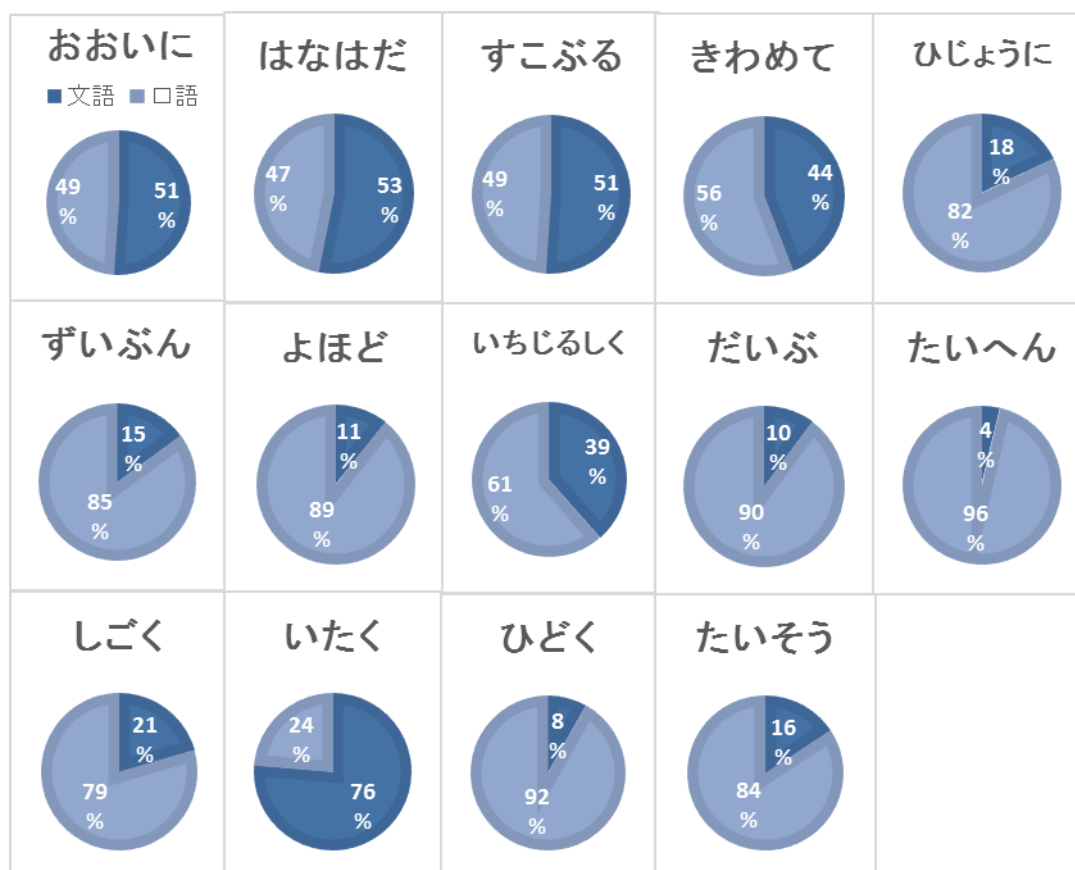 おおいに
■文語 ■口語
49%
51%
はなはだ
47%
53%
すこぶる
49%
51%
きわめて
56%
44%
ひじょうに
18%
82%
ずいぶん
15%
85%
よほど
11%
89%
いちじるしく
39%
61%
だいぶ
10%
90%
たいへん
4%
96%
しごく
21%
79%
いたく
24%
76%
ひどく
8%
92%
たいそう
16%
84%